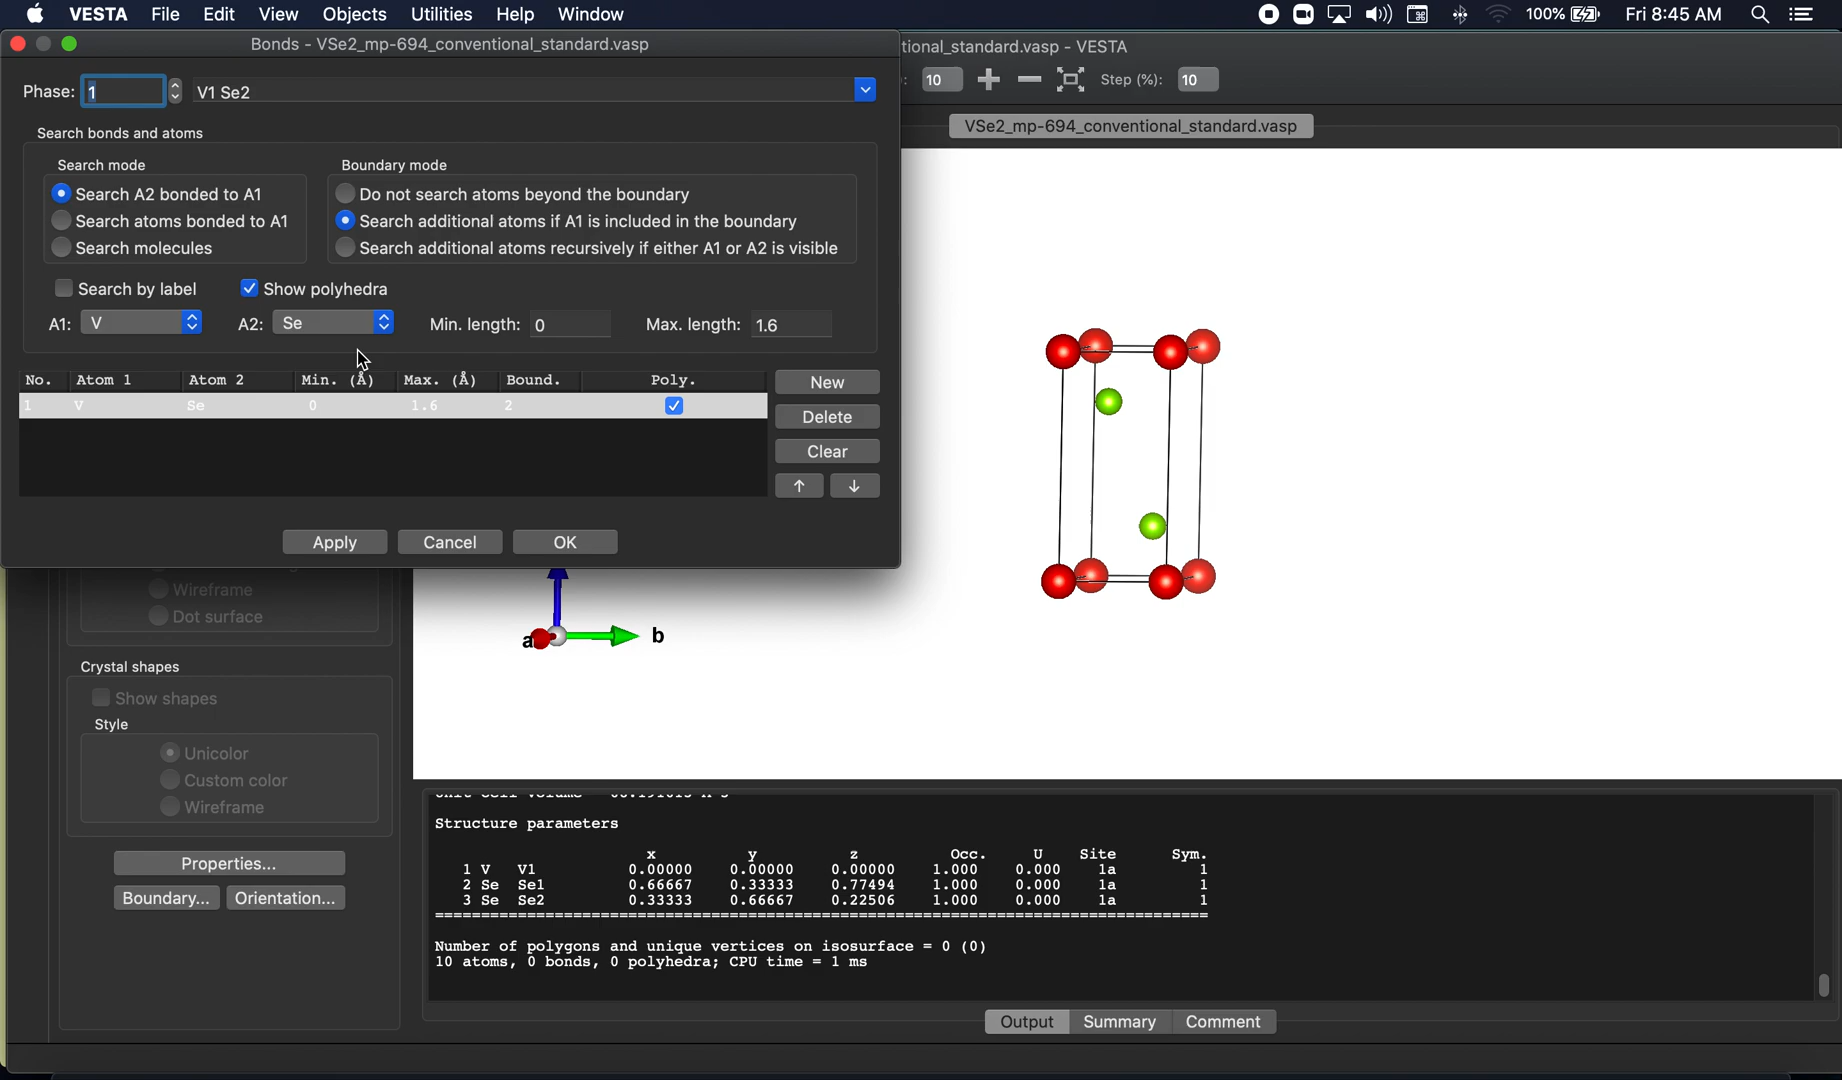 VESTA File Edit View Objects Utilities Help Window 100% Fri 8:45 AM
Bonds - VSe2_mp-694_conventional_standard.vasp
tional_standard.vasp - VESTA
Phase: 1 V1 Se2
: 10 Step (%): 10
VSe2_mp-694_conventional_standard.vasp
Search bonds and atoms
Search mode Boundary mode
Search A2 bonded to A1 Do not search atoms beyond the boundary
Search atoms bonded to A1 Search additional atoms if A1 is included in the boundary
Search molecules Search additional atoms recursively if either A1 or A2 is visible
Search by label Show polyhedra
A1: V A2: Se Min. length: 0 Max. length: 1.6
No. Atom 1 Atom 2 Min. (Å) Max. (Å) Bound. Poly.
1 V Se 0 1.6 2
New
Delete
Clear
↑ ↓
Apply Cancel OK
Wireframe
Dot surface
a b
Crystal shapes
Show shapes
Style
Unicolor
Custom color
Wireframe
Properties...
Boundary... Orientation...
Structure parameters
x y z Occ. U Site Sym.
1 V V1 0.00000 0.00000 0.00000 1.000 0.000 1a 1
2 Se Se1 0.66667 0.33333 0.77494 1.000 0.000 1a 1
3 Se Se2 0.33333 0.66667 0.22506 1.000 0.000 1a 1
Number of polygons and unique vertices on isosurface = 0 (0)
10 atoms, 0 bonds, 0 polyhedra; CPU time = 1 ms
Output Summary Comment